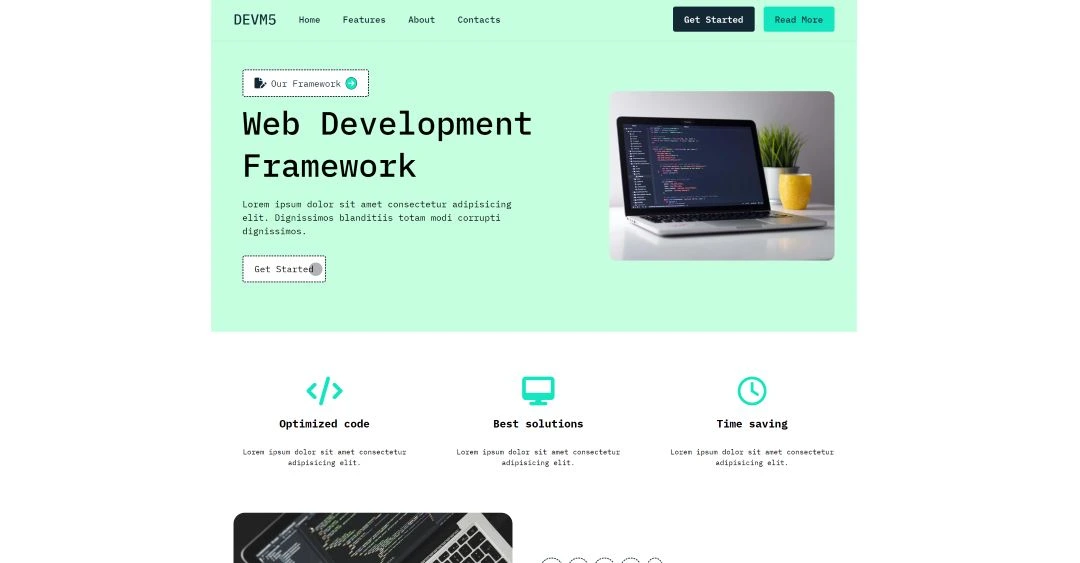 DEVM5 Home Features About Contacts Get Started Read More
Our Framework
Web Development
Framework
Lorem ipsum dolor sit amet consectetur adipisicing
elit. Dignissimos blanditiis totam modi corrupti
dignissimos.
Get Started
Optimized code
Best solutions
Time saving
Lorem ipsum dolor sit amet consectetur
adipisicing elit.
Lorem ipsum dolor sit amet consectetur
adipisicing elit.
Lorem ipsum dolor sit amet consectetur
adipisicing elit.